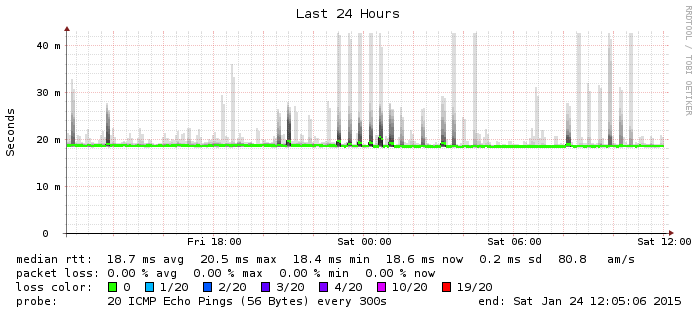 Last 24 Hours
RRDTOOL / TOBI OETIKER
Seconds
40 m
30 m
20 m
10 m
0
Fri 18:00 Sat 00:00 Sat 06:00 Sat 12:00
median rtt: 18.7 ms avg 20.5 ms max 18.4 ms min 18.6 ms now 0.2 ms sd 80.8 am/s
packet loss: 0.00 % avg 0.00 % max 0.00 % min 0.00 % now
loss color: 0 1/20 2/20 3/20 4/20 10/20 19/20
probe: 20 ICMP Echo Pings (56 Bytes) every 300s end: Sat Jan 24 12:05:06 2015